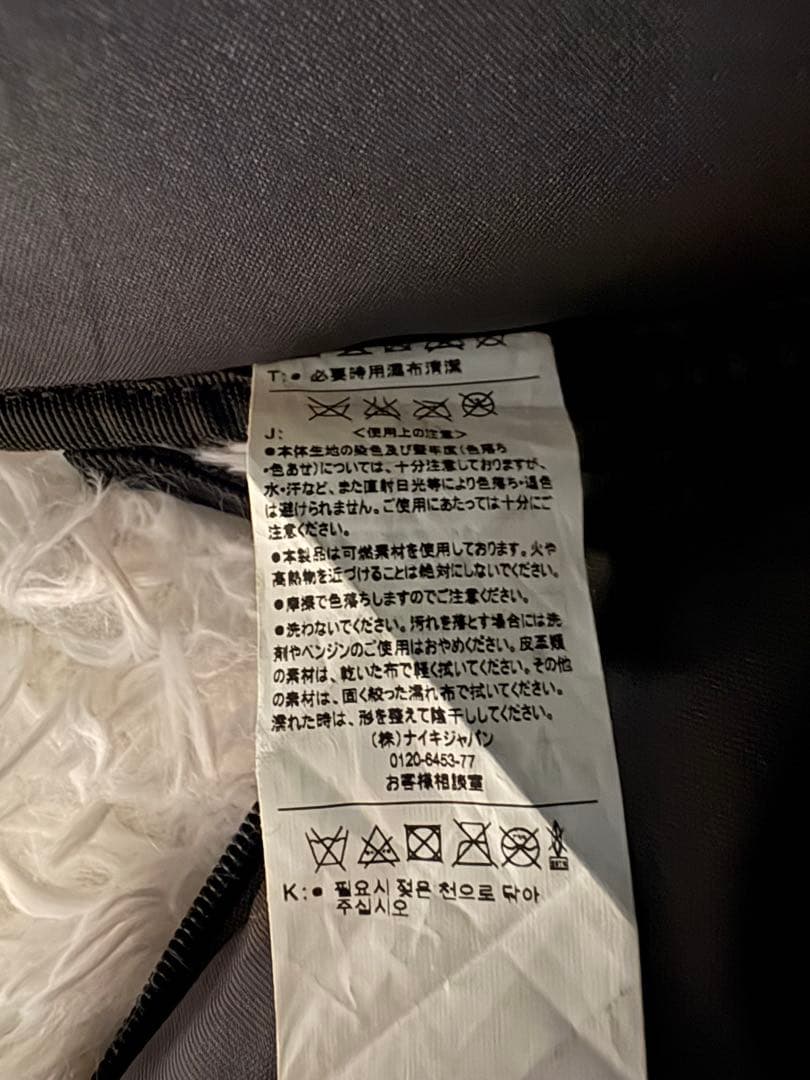 T:● 必要時用濕布清潔
J: <使用上の注意>
●本体生地の染色及び堅牢度(色落ち
・色あせ)については、十分注意しておりますが、
水・汗など、また直射日光等により色落ち・退色
は避けられません。ご使用にあたっては十分にご
注意ください。
●本製品は可燃素材を使用しております。火や
高熱物を近づけることは絶対にしないでください。
●摩擦で色落ちしますのでご注意ください。
●洗わないでください。汚れを落とす場合には洗
剤やベンジンのご使用はおやめください。皮革類
の素材は、乾いた布で軽く拭いてください。その他
の素材は、固く絞った濡れ布で拭いてください。
濡れた時は、形を整えて陰干ししてください。
(株)ナイキジャパン
0120-6453-77
お客様相談室
K:● 필요시 젖은 천으로 닦아
주십시오